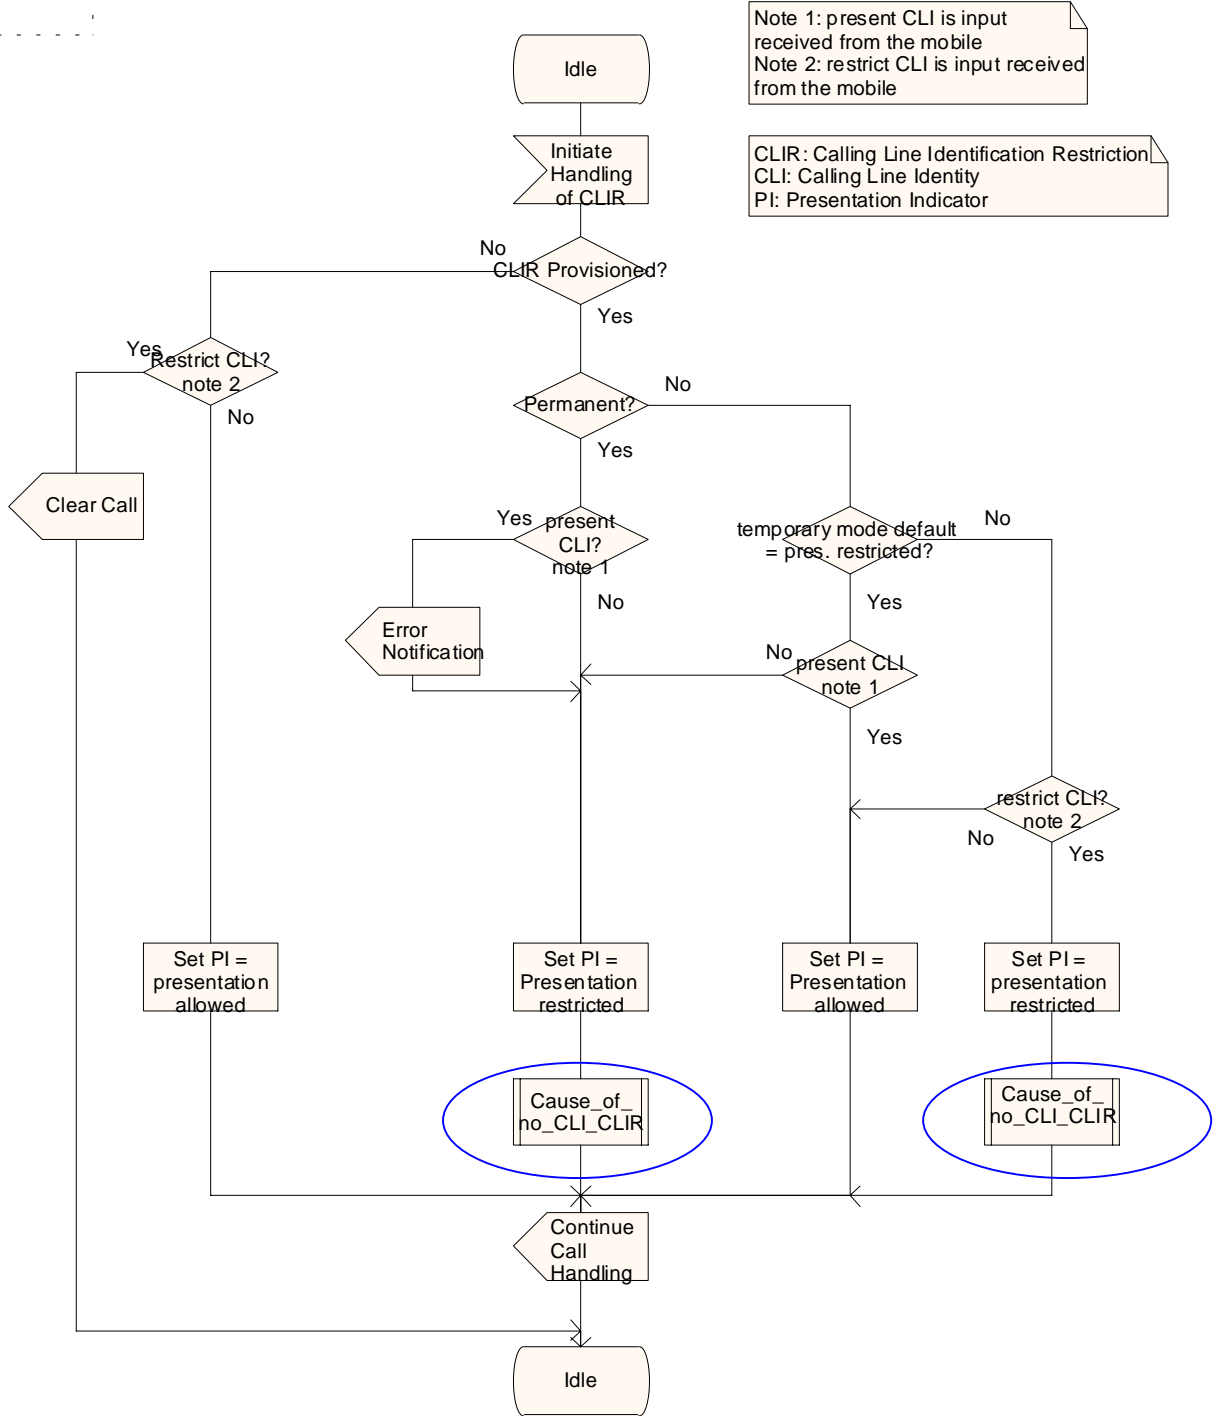 Note 1: present CLI is input
received from the mobile
Note 2: restrict CLI is input received
from the mobile
Idle
CLIR: Calling Line Identification Restriction
CLI: Calling Line Identity
PI: Presentation Indicator
Initiate
Handling
of CLIR
No
CLIR Provisioned?
Yes
Yes
Restrict CLI?
note 2
No
Permanent?
No
Yes
Clear Call
Yes
present
CLI?
note 1
No
temporary mode default
= pres. restricted?
No
Yes
Error
Notification
No
present CLI
note 1
Yes
restrict CLI?
note 2
No
Yes
Set PI =
presentation
allowed
Set PI =
Presentation
restricted
Set PI =
Presentation
allowed
Set PI =
presentation
restricted
Cause_of_
no_CLI_CLIR
Cause_of_
no_CLI_CLIR
Continue
Call
Handling
Idle